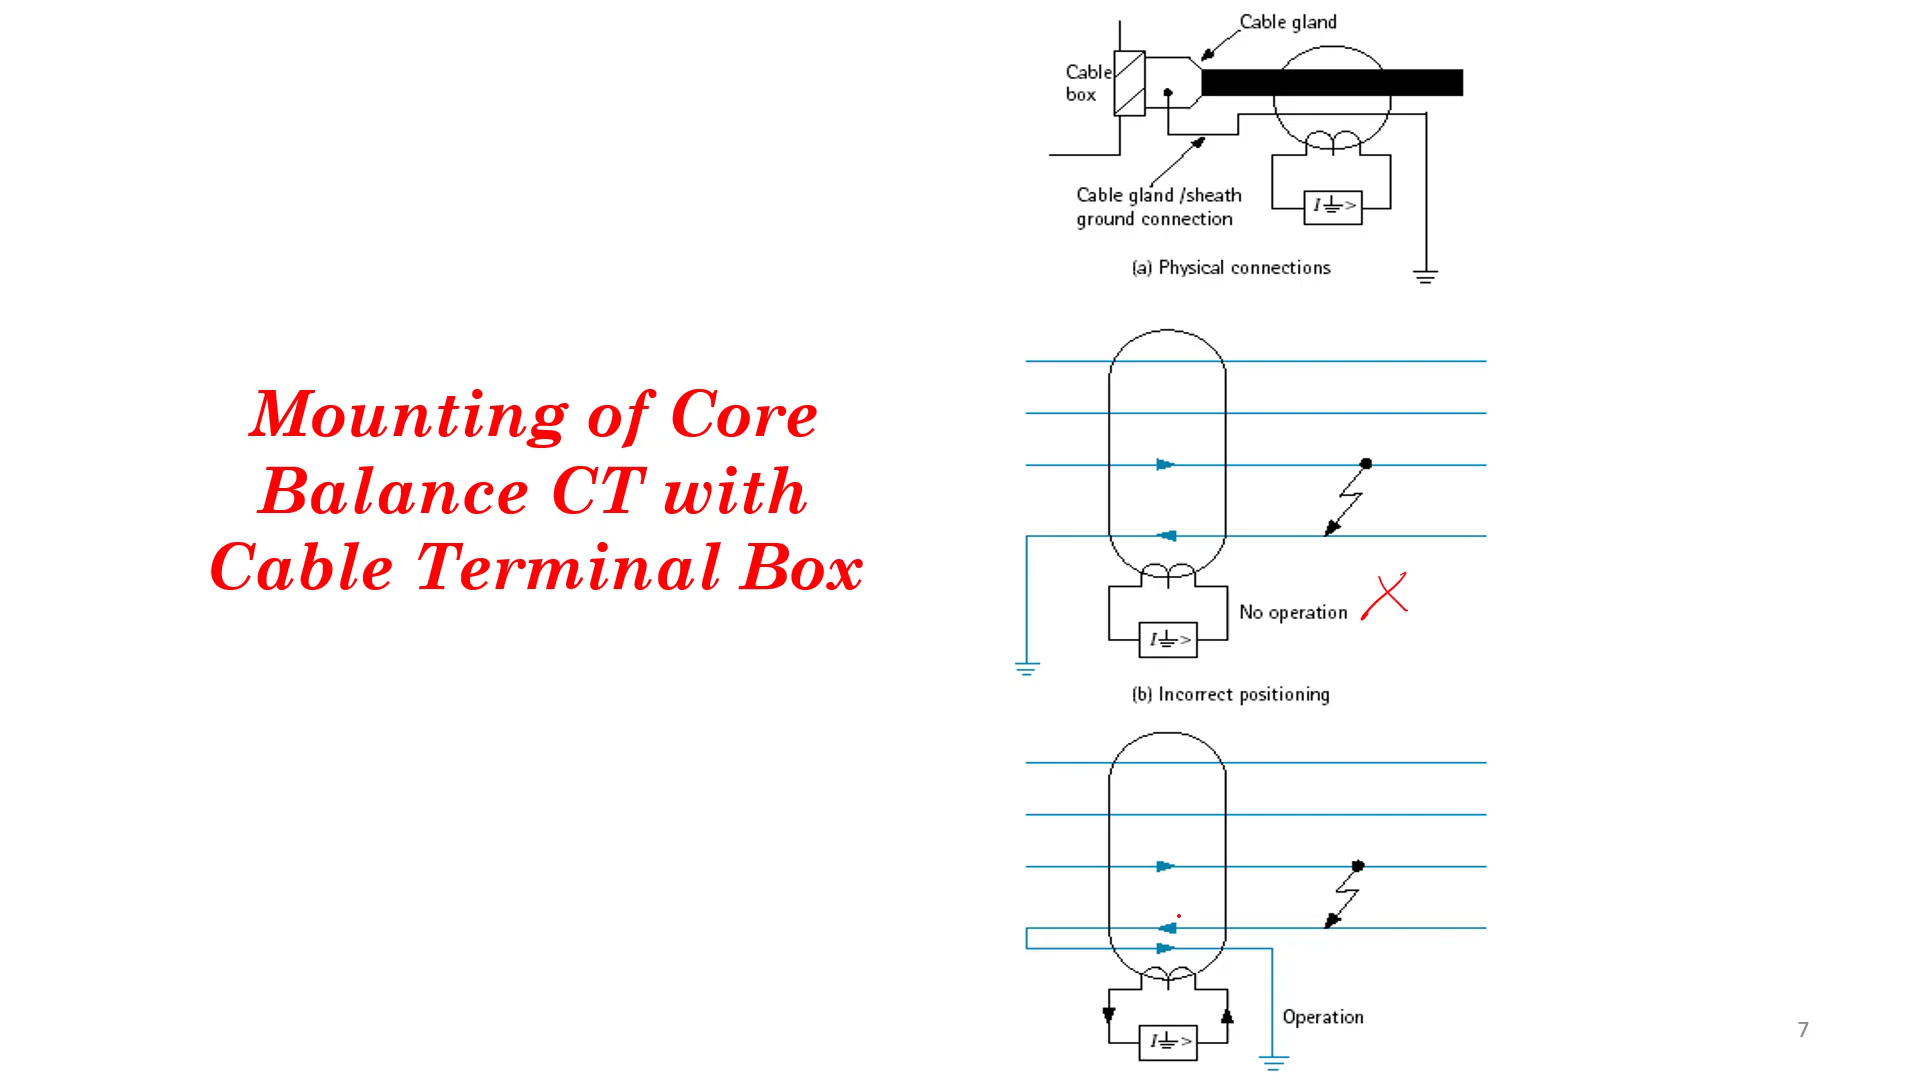 Mounting of Core
Balance CT with
Cable Terminal Box
Cable gland
Cable
box
Cable gland /sheath
ground connection
I >
(a) Physical connections
No operation
I >
(b) Incorrect positioning
Operation
I >
7